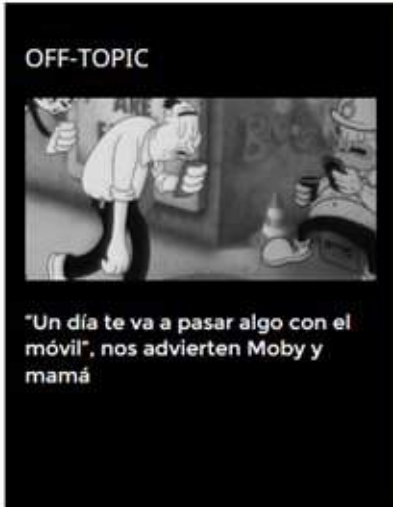 OFF-TOPIC
"Un día te va a pasar algo con el
móvil", nos advierten Moby y
mamá